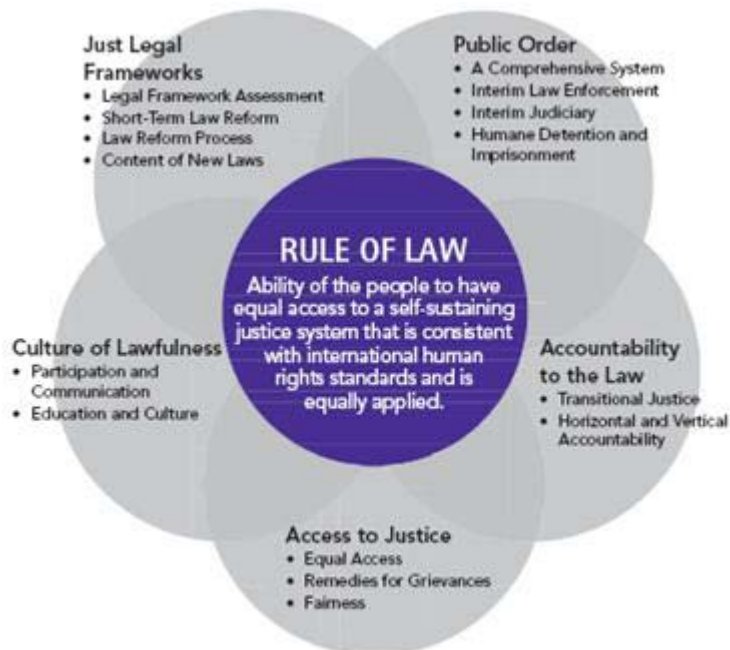 Just Legal
Frameworks
• Legal Framework Assessment
• Short-Term Law Reform
• Law Reform Process
• Content of New Laws
Public Order
• A Comprehensive System
• Interim Law Enforcement
• Interim Judiciary
• Humane Detention and
Imprisonment
RULE OF LAW
Ability of the people to have
equal access to a self-sustaining
justice system that is consistent
with international human
rights standards and is
equally applied.
Culture of Lawfulness
• Participation and
Communication
• Education and Culture
Accountability
to the Law
• Transitional Justice
• Horizontal and Vertical
Accountability
Access to Justice
• Equal Access
• Remedies for Grievances
• Fairness